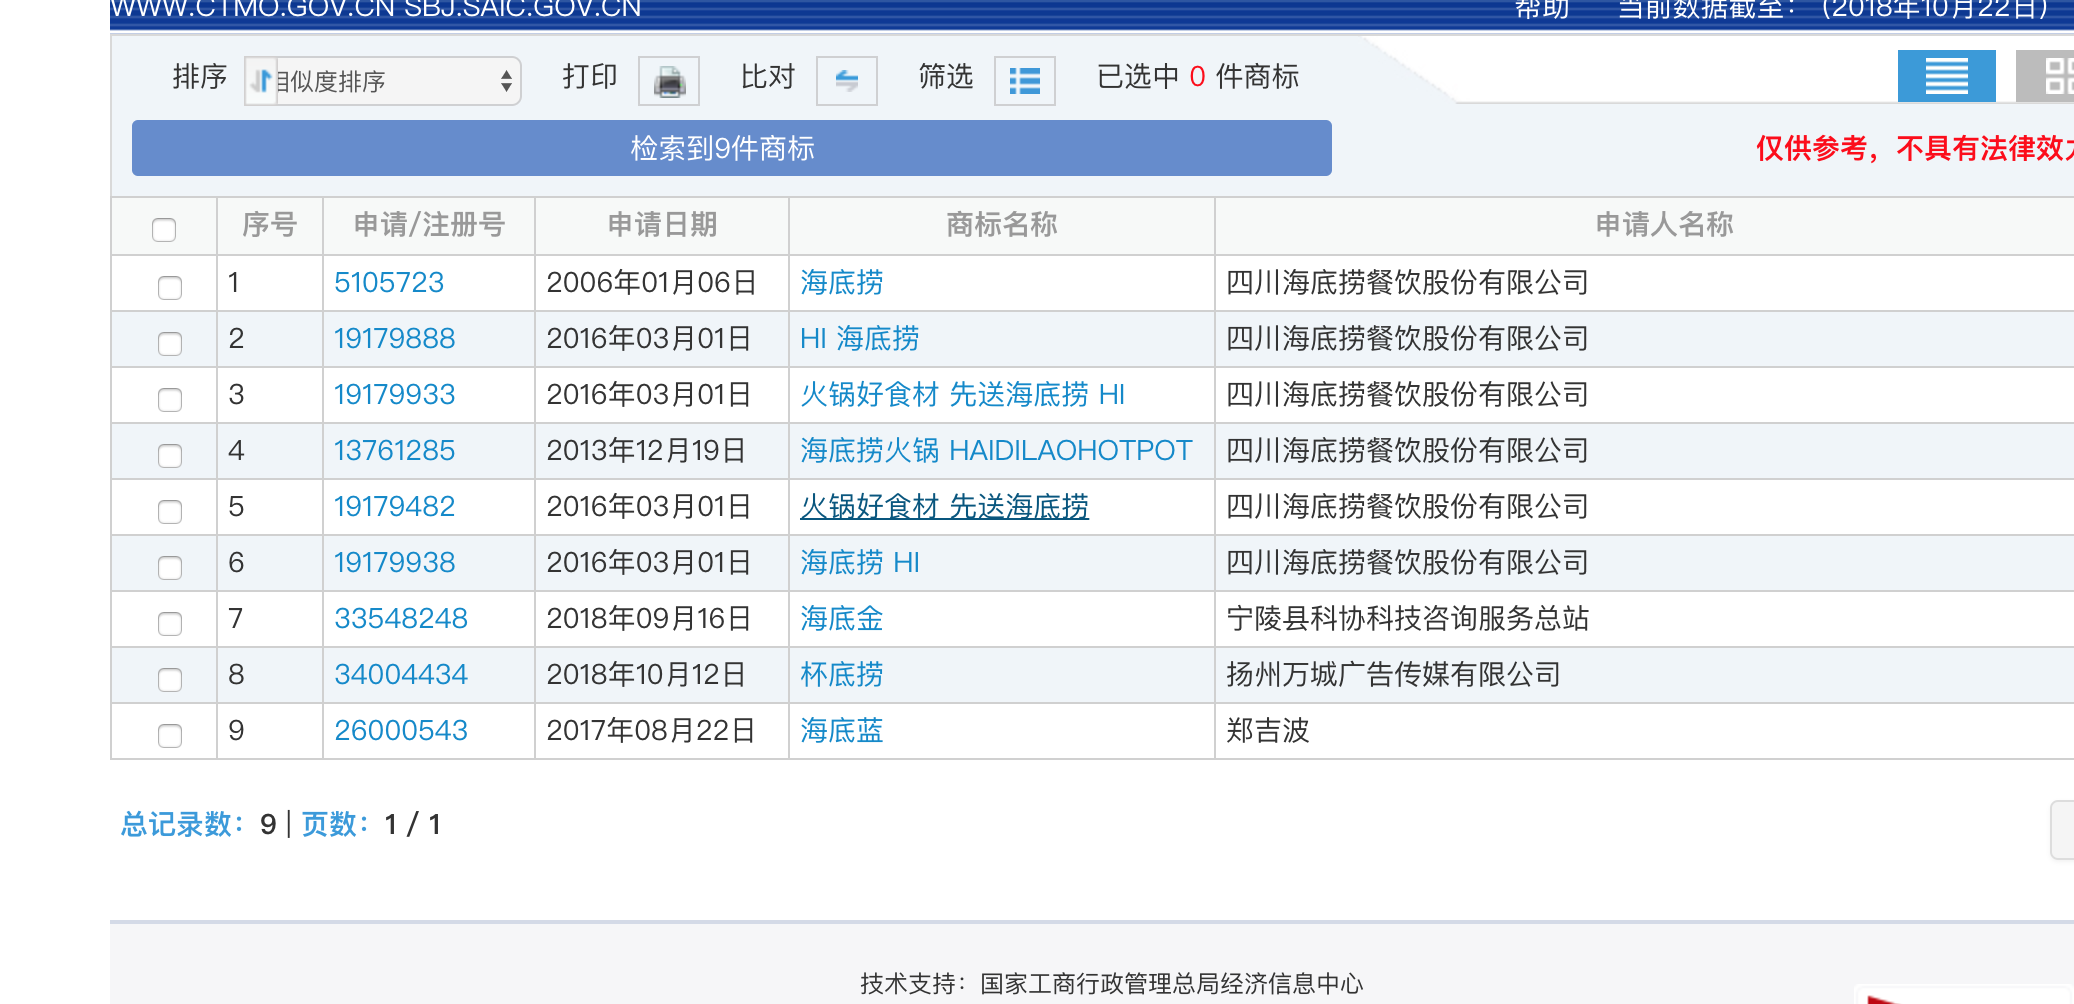 WWW.CTMO.GOV.CN SBJ.SAIC.GOV.CN 帮助 当前数据截至：（2018年10月22日）
排序 相似度排序 打印 比对 筛选 已选中 0 件商标
检索到9件商标 仅供参考，不具有法律效力
序号 申请/注册号 申请日期 商标名称 申请人名称
1 5105723 2006年01月06日 海底捞 四川海底捞餐饮股份有限公司
2 19179888 2016年03月01日 HI 海底捞 四川海底捞餐饮股份有限公司
3 19179933 2016年03月01日 火锅好食材 先送海底捞 HI 四川海底捞餐饮股份有限公司
4 13761285 2013年12月19日 海底捞火锅 HAIDILAOHOTPOT 四川海底捞餐饮股份有限公司
5 19179482 2016年03月01日 火锅好食材 先送海底捞 四川海底捞餐饮股份有限公司
6 19179938 2016年03月01日 海底捞 HI 四川海底捞餐饮股份有限公司
7 33548248 2018年09月16日 海底金 宁陵县科协科技咨询服务总站
8 34004434 2018年10月12日 杯底捞 扬州万城广告传媒有限公司
9 26000543 2017年08月22日 海底蓝 郑吉波
总记录数：9 | 页数：1 / 1
技术支持：国家工商行政管理总局经济信息中心